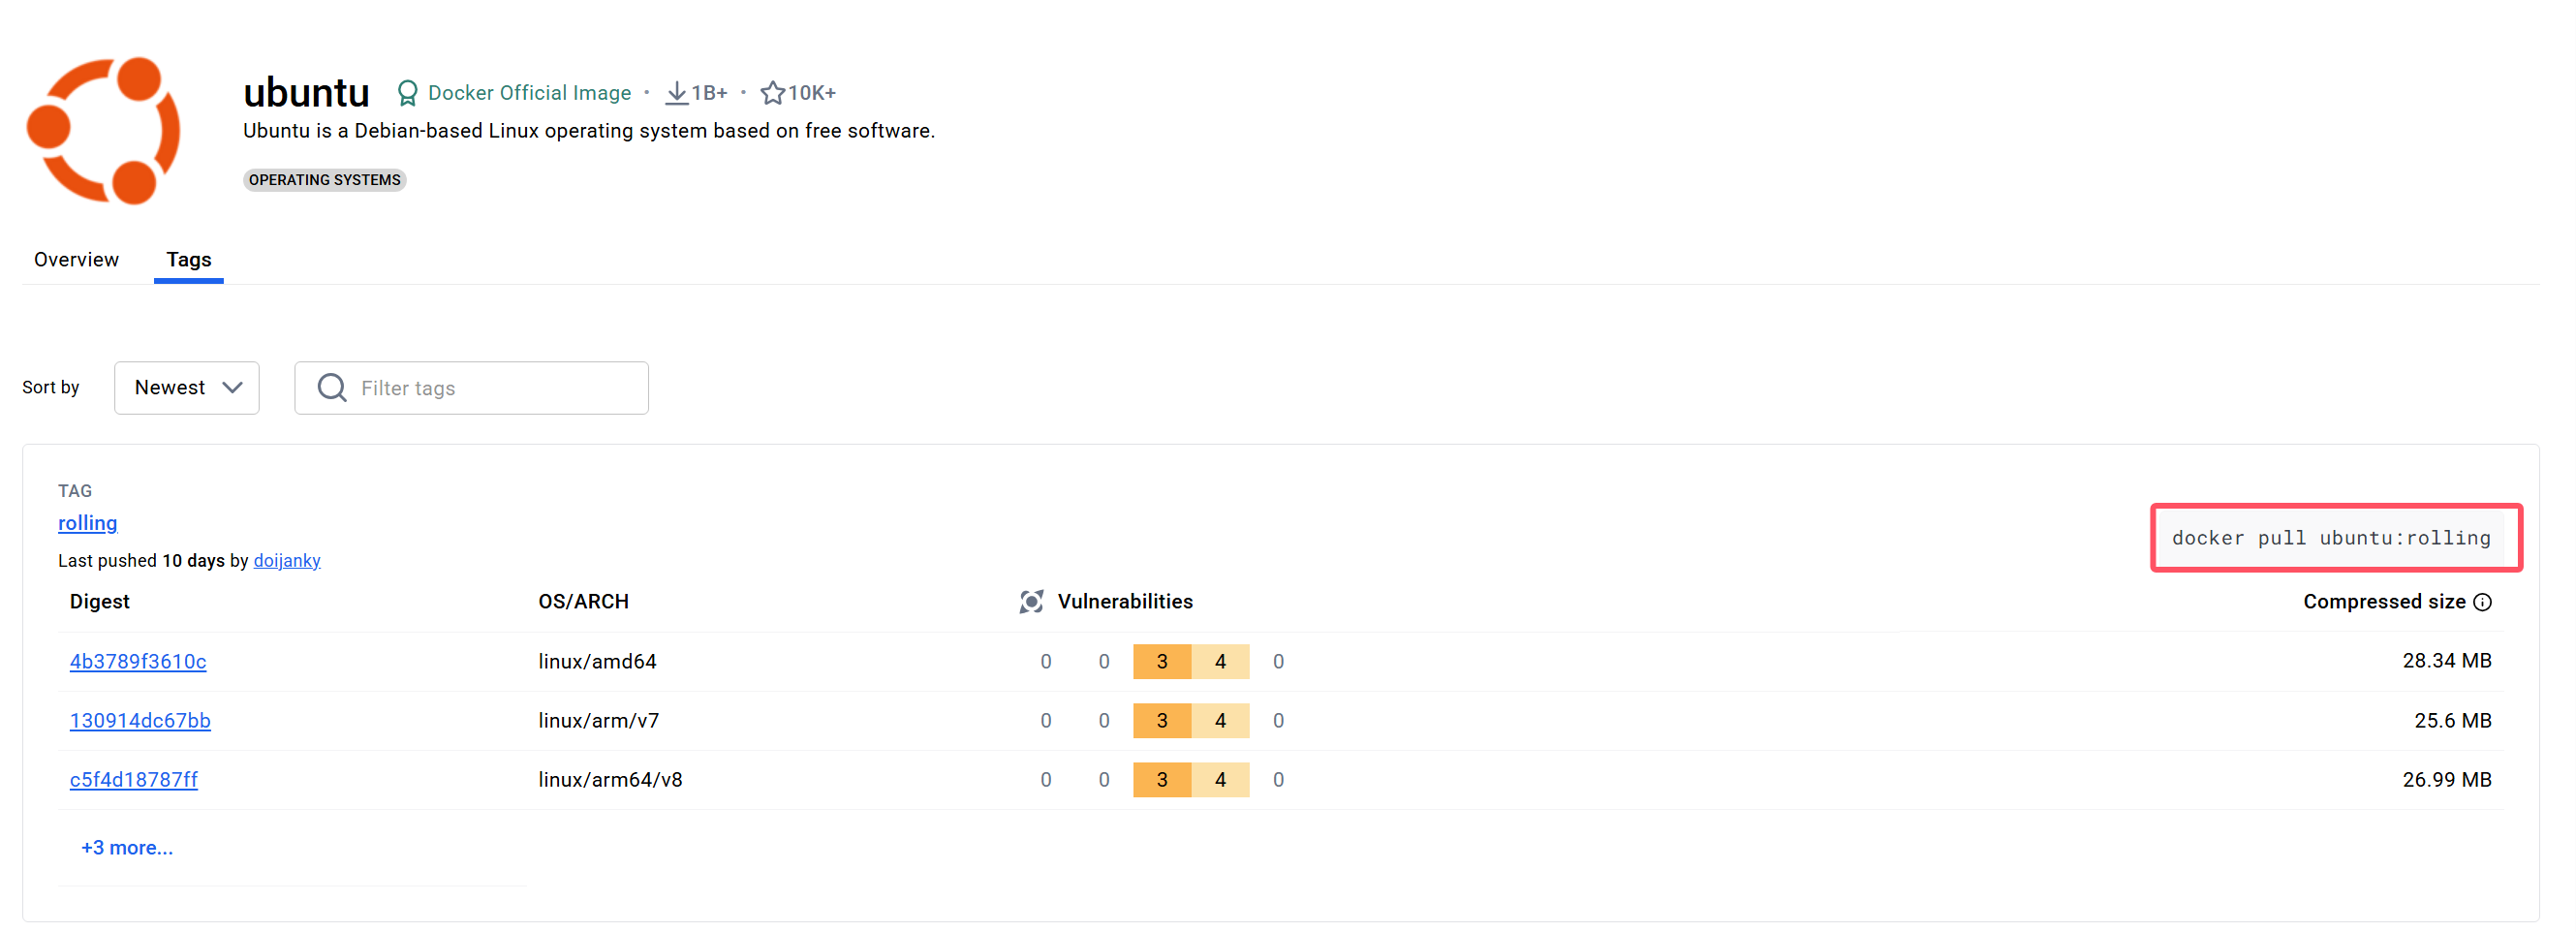 ubuntu Docker Official Image • 1B+ • 10K+
Ubuntu is a Debian-based Linux operating system based on free software.
OPERATING SYSTEMS
Overview Tags
Sort by Newest Filter tags
TAG
rolling
docker pull ubuntu:rolling
Last pushed 10 days by doijanky
Digest OS/ARCH Vulnerabilities Compressed size
4b3789f3610c linux/amd64 0 0 3 4 0 28.34 MB
130914dc67bb linux/arm/v7 0 0 3 4 0 25.6 MB
c5f4d18787ff linux/arm64/v8 0 0 3 4 0 26.99 MB
+3 more...